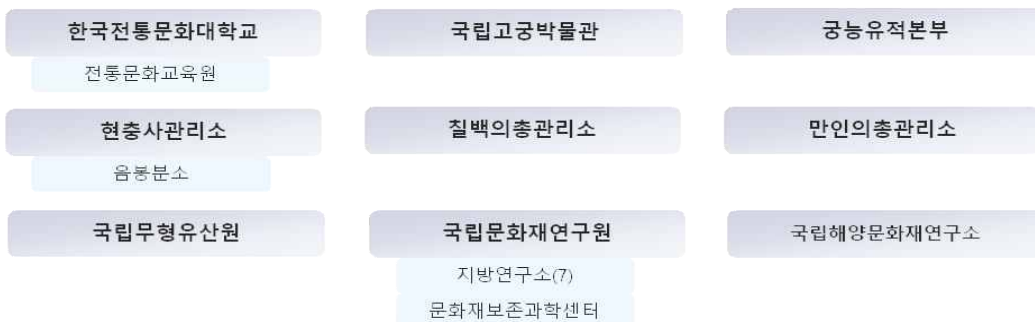 한국전통문화대학교
국립고궁박물관
궁능유적본부
전통문화교육원
현충사관리소
칠백의총관리소
만인의총관리소
음봉분소
국립무형유산원
국립문화재연구원
국립해양문화재연구소
지방연구소(7)
문화재보존과학센터